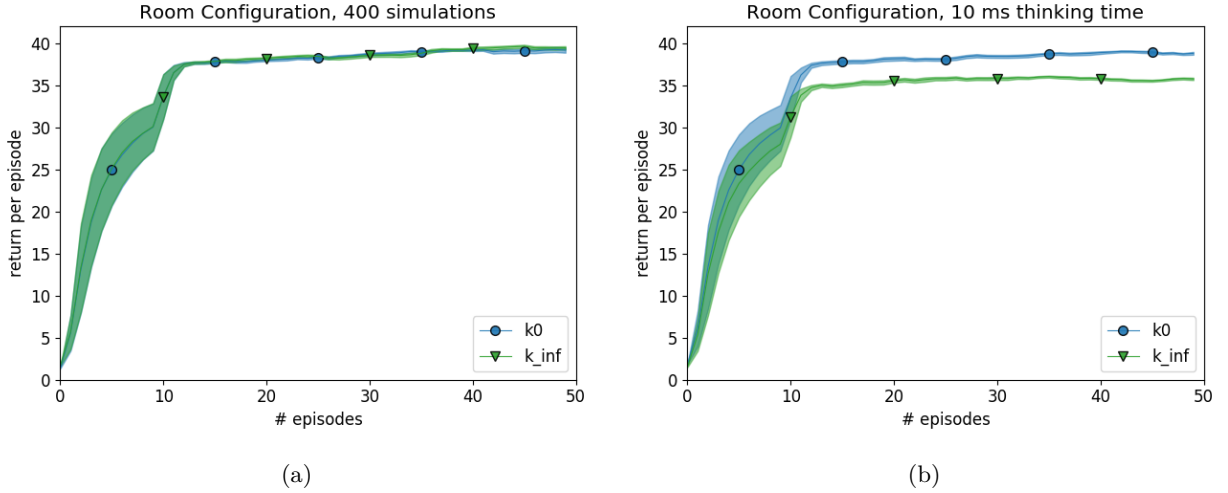 Room Configuration, 400 simulations
return per episode
40
35
30
25
20
15
10
5
0
0 10 20 30 40 50
# episodes
k0
k_inf
(a)
Room Configuration, 10 ms thinking time
return per episode
40
35
30
25
20
15
10
5
0
0 10 20 30 40 50
# episodes
k0
k_inf
(b)